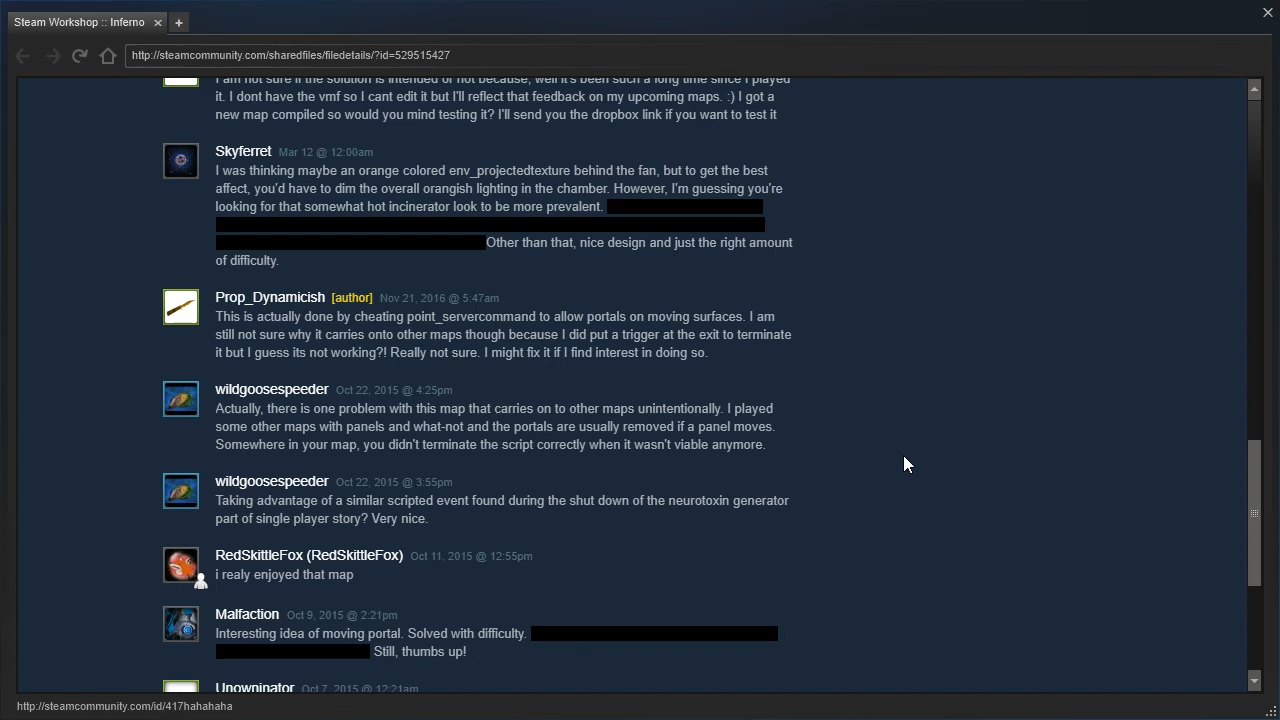 Steam Workshop :: Inferno
http://steamcommunity.com/sharedfiles/filedetails/?id=529515427
I am not sure if the solution is intended or not because, well it's been such a long time since I played
it. I dont have the vmf so I cant edit it but I'll reflect that feedback on my upcoming maps. :) I got a
new map compiled so would you mind testing it? I'll send you the dropbox link if you want to test it
Skyferret Mar 12 @ 12:00am
I was thinking maybe an orange colored env_projectedtexture behind the fan, but to get the best
affect, you'd have to dim the overall orangish lighting in the chamber. However, I'm guessing you're
looking for that somewhat hot incinerator look to be more prevalent.
Other than that, nice design and just the right amount
of difficulty.
Prop_Dynamicish [author] Nov 21, 2016 @ 5:47am
This is actually done by cheating point_servercommand to allow portals on moving surfaces. I am
still not sure why it carries onto other maps though because I did put a trigger at the exit to terminate
it but I guess its not working?! Really not sure. I might fix it if I find interest in doing so.
wildgoosespeeder Oct 22, 2015 @ 4:25pm
Actually, there is one problem with this map that carries on to other maps unintentionally. I played
some other maps with panels and what-not and the portals are usually removed if a panel moves.
Somewhere in your map, you didn't terminate the script correctly when it wasn't viable anymore.
wildgoosespeeder Oct 22, 2015 @ 3:55pm
Taking advantage of a similar scripted event found during the shut down of the neurotoxin generator
part of single player story? Very nice.
RedSkittleFox (RedSkittleFox) Oct 11, 2015 @ 12:55pm
i realy enjoyed that map
Malfaction Oct 9, 2015 @ 2:21pm
Interesting idea of moving portal. Solved with difficulty.
Still, thumbs up!
Unowninator Oct 7, 2015 @ 12:21am
http://steamcommunity.com/id/417hahahaha